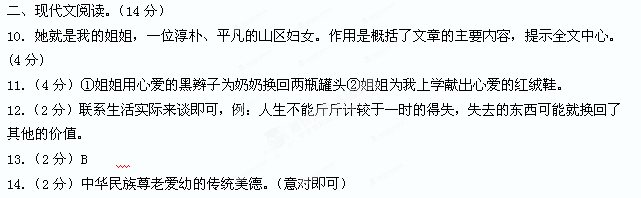 二、现代文阅读。（14 分）
10. 她就是我的姐姐，一位淳朴、平凡的山区妇女。作用是概括了文章的主要内容，提示全文中心。
(4 分）
11.（4 分）①姐姐用心爱的黑辫子为奶奶换回两瓶罐头②姐姐为我上学献出心爱的红绒鞋。
12.（2 分）联系生活实际来谈即可，例：人生不能斤斤计较于一时的得失，失去的东西可能就换回了
其他的价值。
13.（2 分）B
14.（2 分）中华民族尊老爱幼的传统美德。（意对即可）